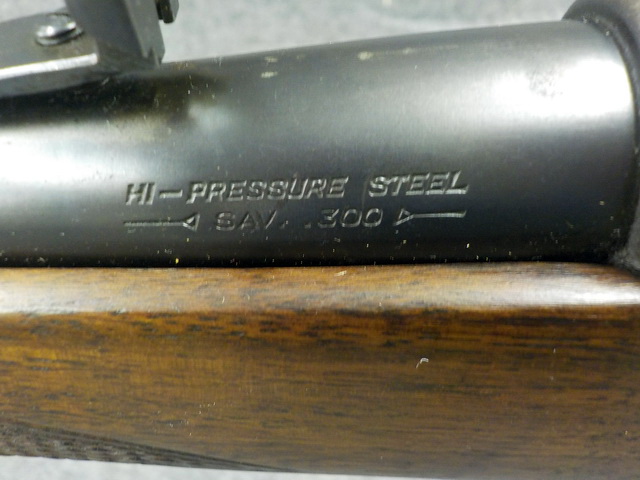 HI-PRESSURE STEEL
SAV. .300